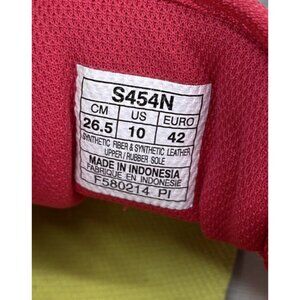 S454N
CM US EURO
26.5 10 42
SYNTHETIC FIBER & SYNTHETIC LEATHER
UPPER / RUBBER SOLE
MADE IN INDONESIA
FABRIQUE EN INDONESIE
F580214 PI